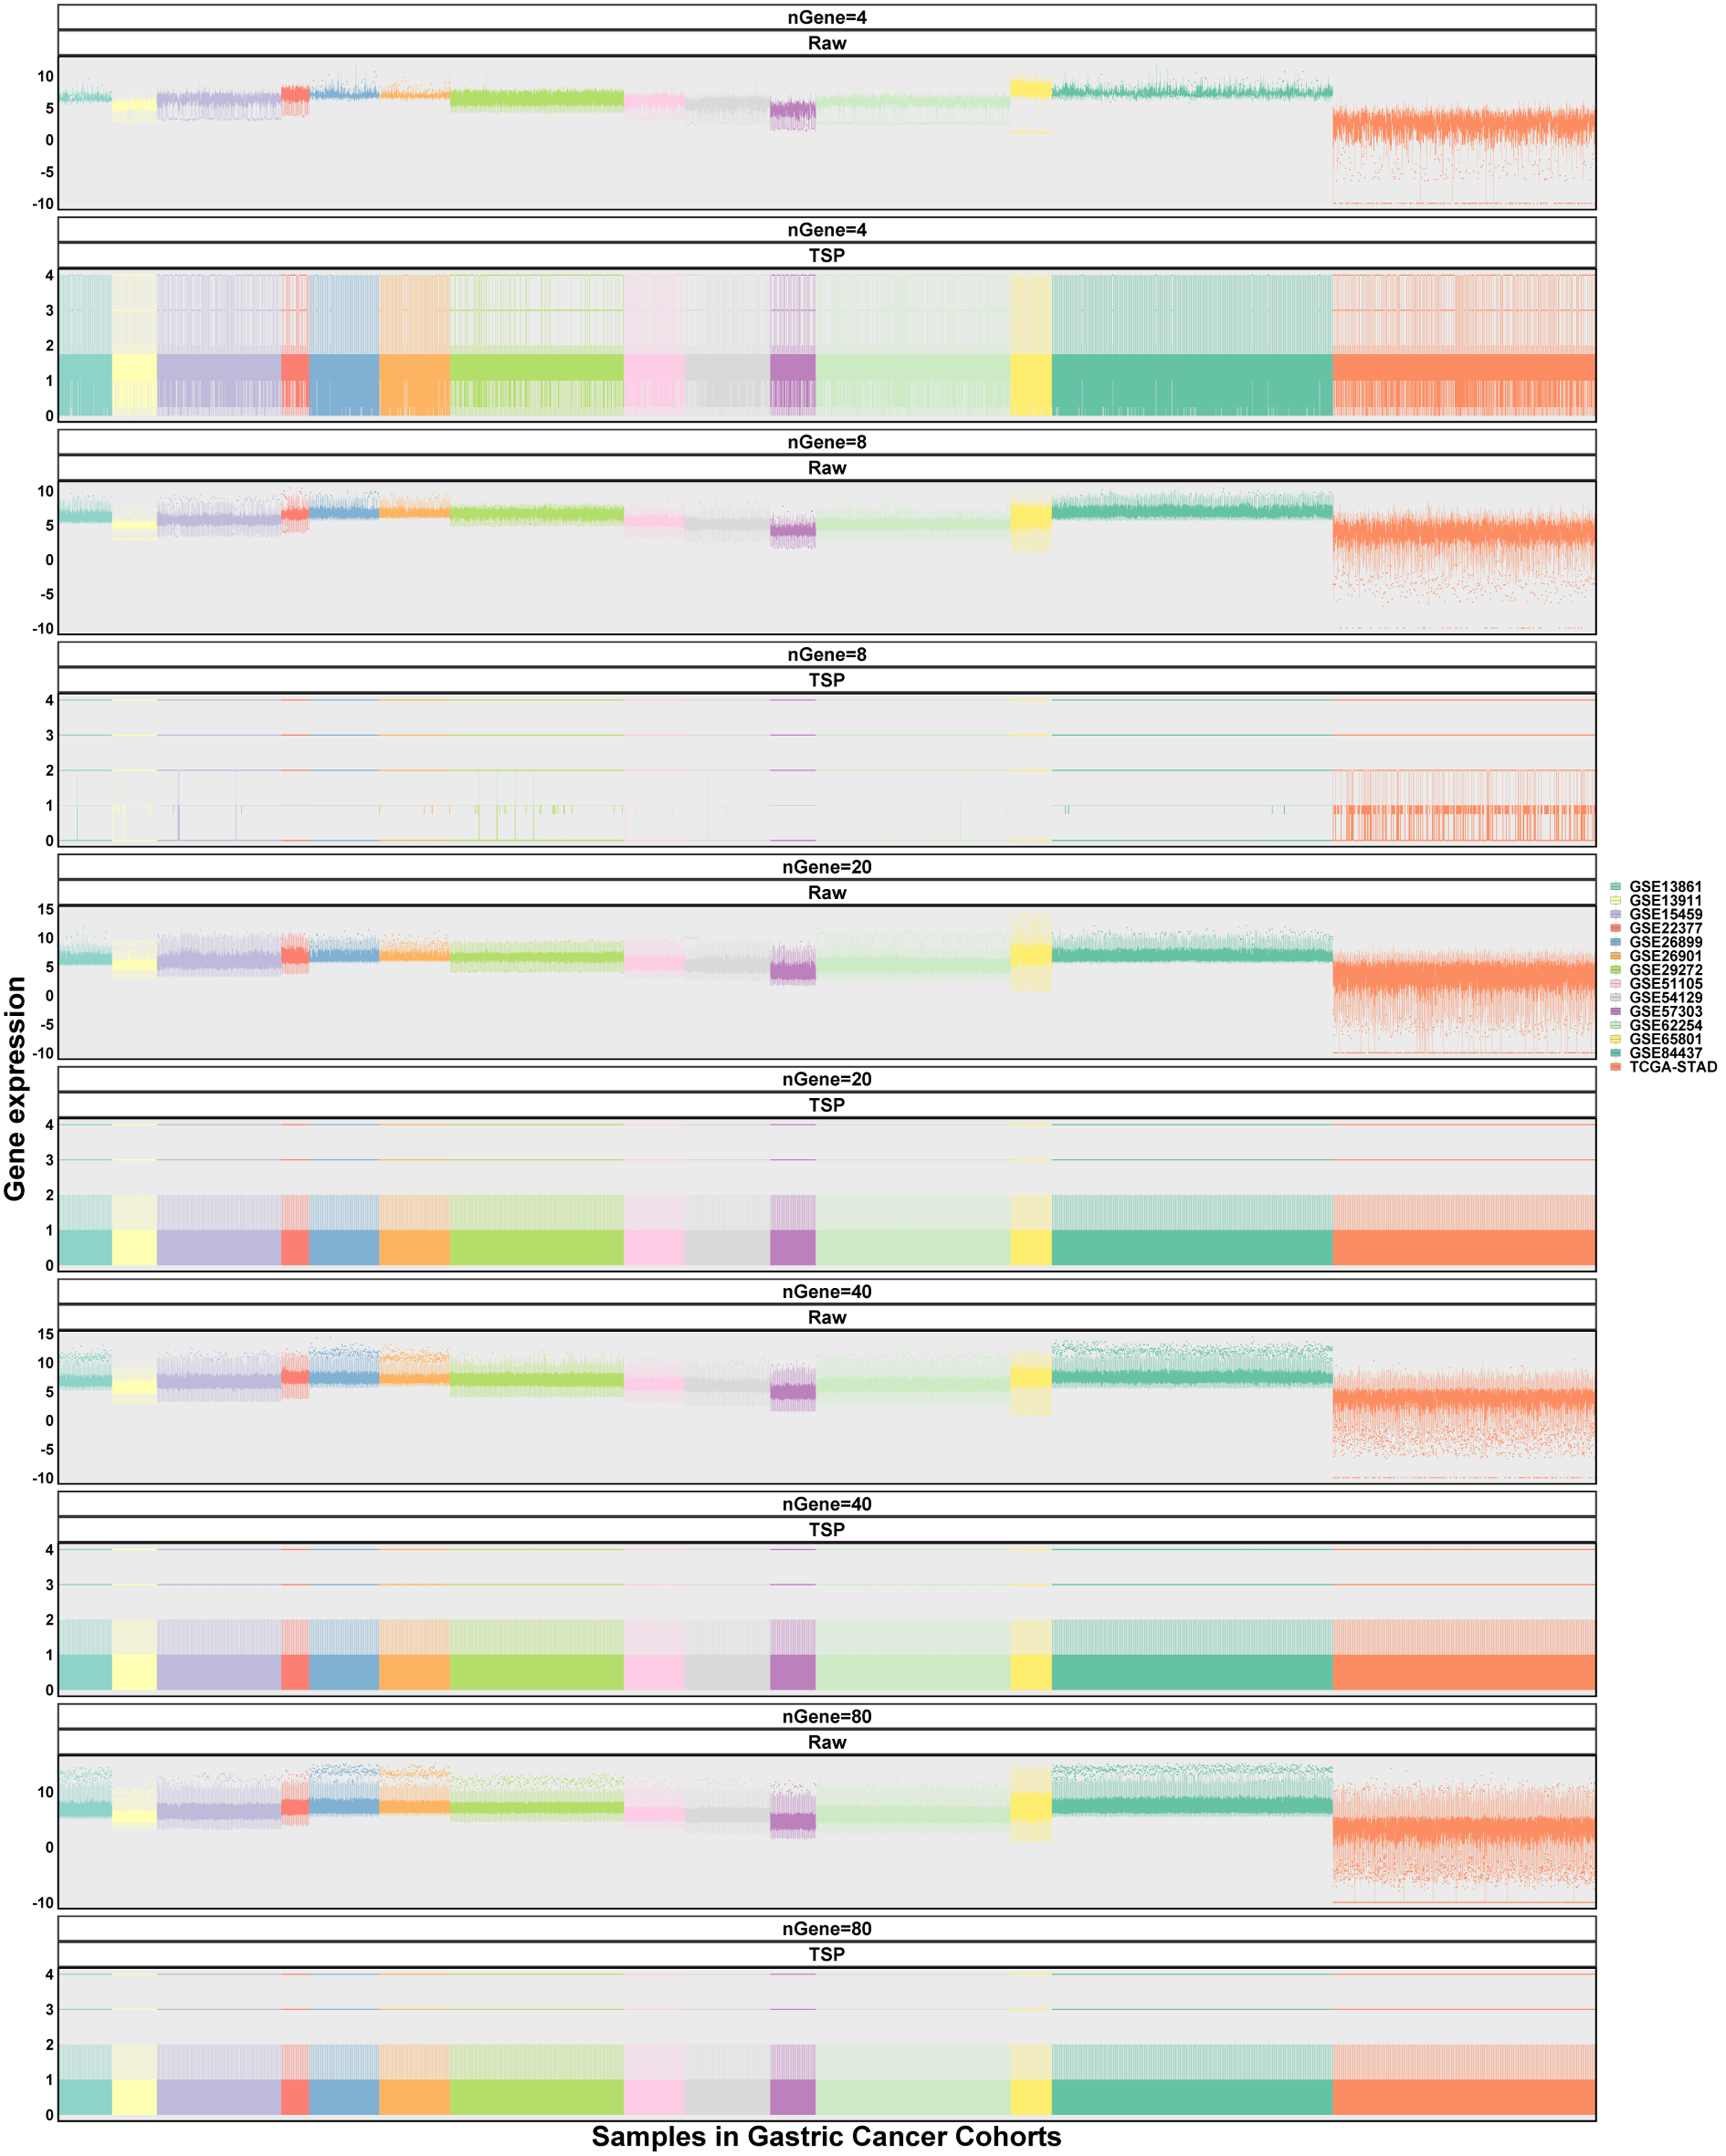 nGene=4
Raw
10
5
0
-5
-10
nGene=4
TSP
4
3
2
1
0
nGene=8
Raw
10
5
0
-5
-10
nGene=8
TSP
4
3
2
1
0
nGene=20
Raw
15
10
5
0
-5
-10
nGene=20
TSP
4
3
2
1
0
nGene=40
Raw
15
10
5
0
-5
-10
nGene=40
TSP
4
3
2
1
0
nGene=80
Raw
10
0
-10
nGene=80
TSP
4
3
2
1
0
Gene expression
Samples in Gastric Cancer Cohorts
GSE13861
GSE13911
GSE15459
GSE22377
GSE26899
GSE26901
GSE29272
GSE51105
GSE54129
GSE57303
GSE62254
GSE65801
GSE84437
TCGA-STAD